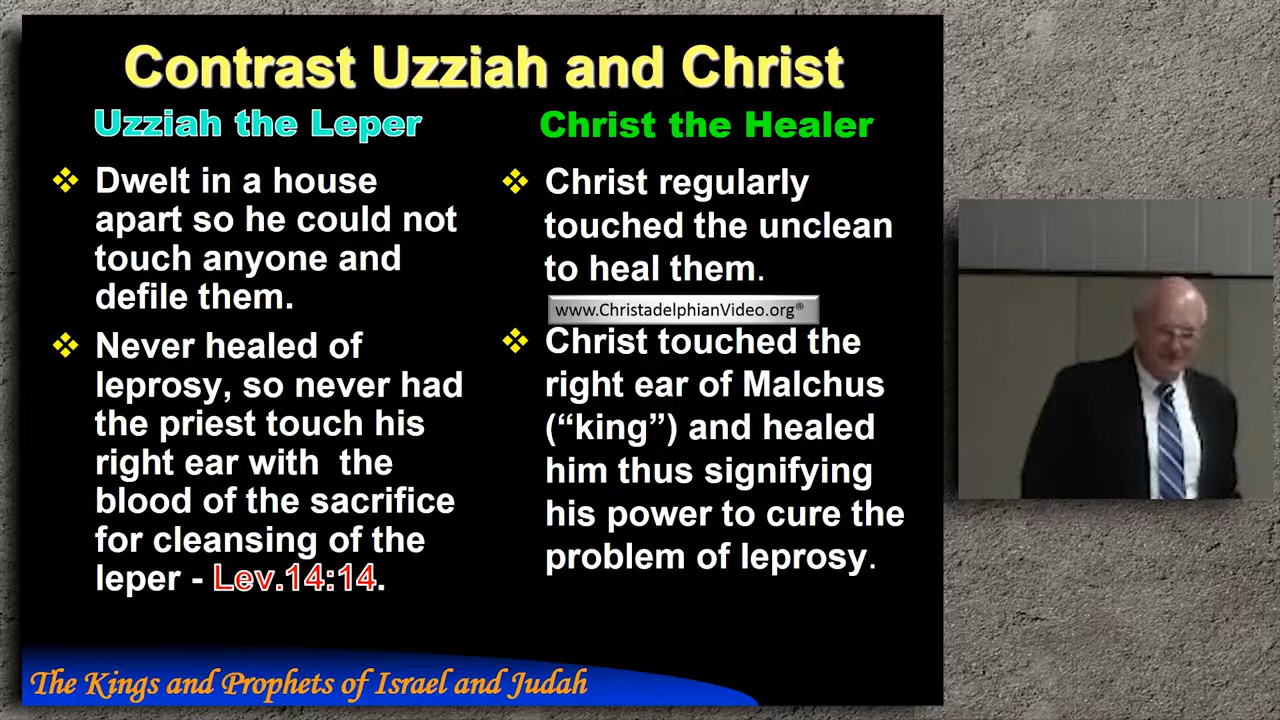 Contrast Uzziah and Christ
Uzziah the Leper
❖ Dwelt in a house
apart so he could not
touch anyone and
defile them.
❖ Never healed of
leprosy, so never had
the priest touch his
right ear with the
blood of the sacrifice
for cleansing of the
leper - Lev.14:14.
Christ the Healer
❖ Christ regularly
touched the unclean
to heal them.
www.ChristadelphianVideo.org®
❖ Christ touched the
right ear of Malchus
(“king”) and healed
him thus signifying
his power to cure the
problem of leprosy.
The Kings and Prophets of Israel and Judah